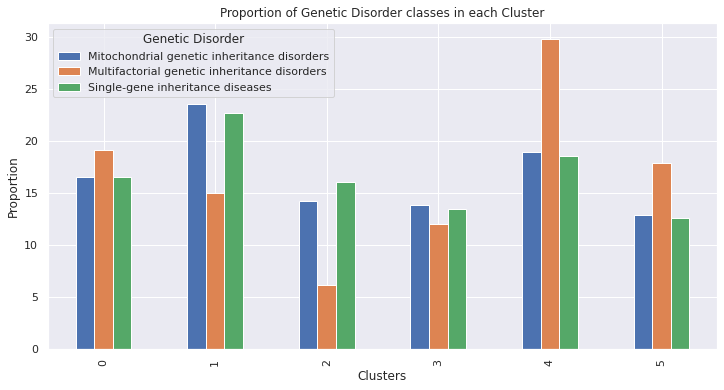 Proportion of Genetic Disorder classes in each Cluster
Genetic Disorder
Mitochondrial genetic inheritance disorders
Multifactorial genetic inheritance disorders
Single-gene inheritance diseases
Proportion
30
25
20
15
10
5
0
0 1 2 3 4 5
Clusters